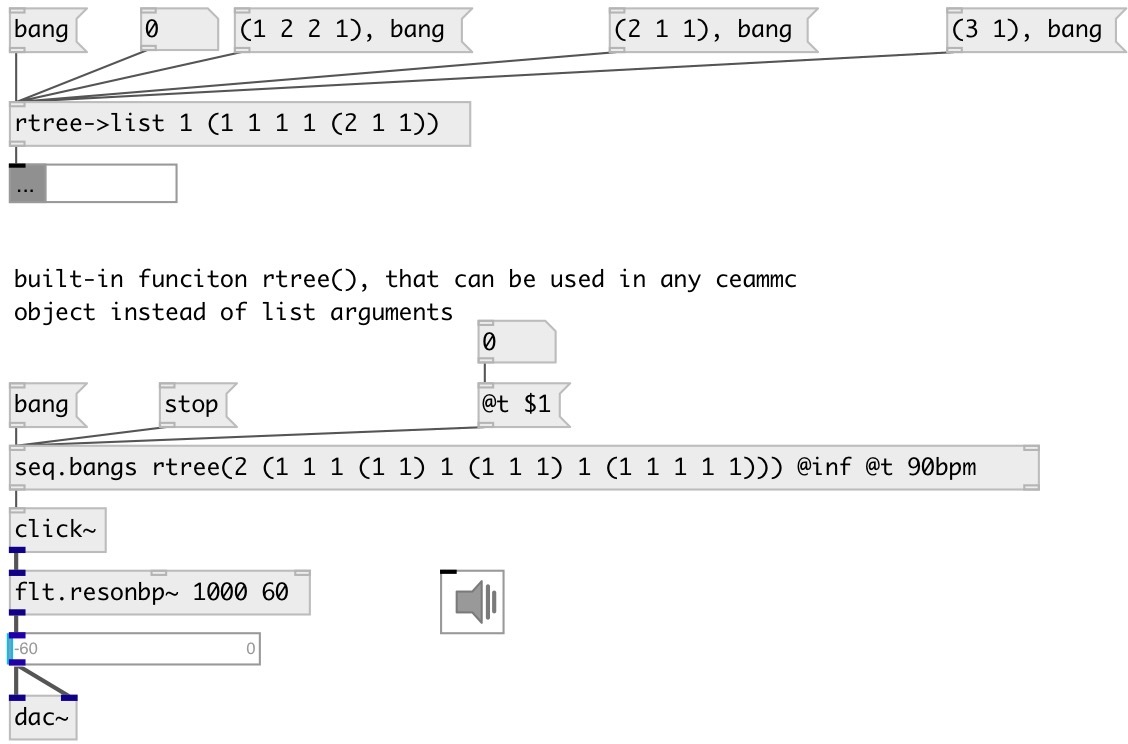 bang
0
(1 2 2 1), bang
(2 1 1), bang
(3 1), bang
rtree->list 1 (1 1 1 1 (2 1 1))
...
built-in funciton rtree(), that can be used in any ceammc
object instead of list arguments
0
bang
stop
@t $1
seq.bangs rtree(2 (1 1 1 (1 1) 1 (1 1 1) 1 (1 1 1 1 1))) @inf @t 90bpm
click~
flt.resonbp~ 1000 60
-60
0
dac~